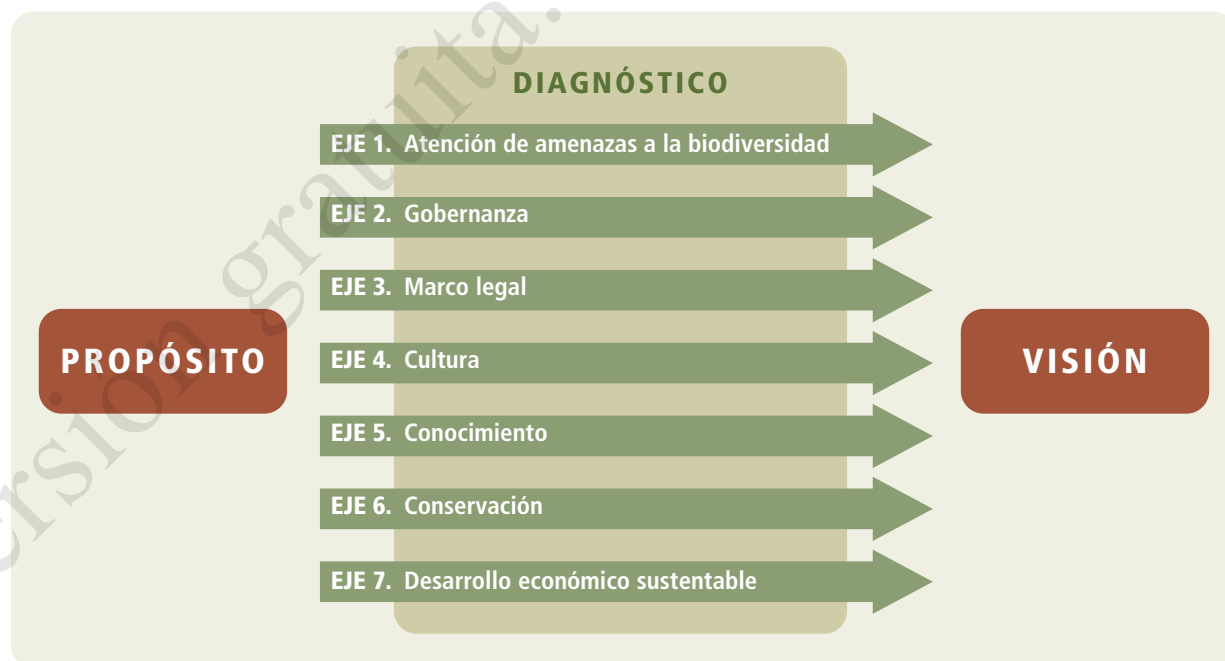 DIAGNÓSTICO
EJE 1. Atención de amenazas a la biodiversidad
EJE 2. Gobernanza
EJE 3. Marco legal
PROPÓSITO
EJE 4. Cultura
VISIÓN
EJE 5. Conocimiento
EJE 6. Conservación
EJE 7. Desarrollo económico sustentable
ersión gratuita.